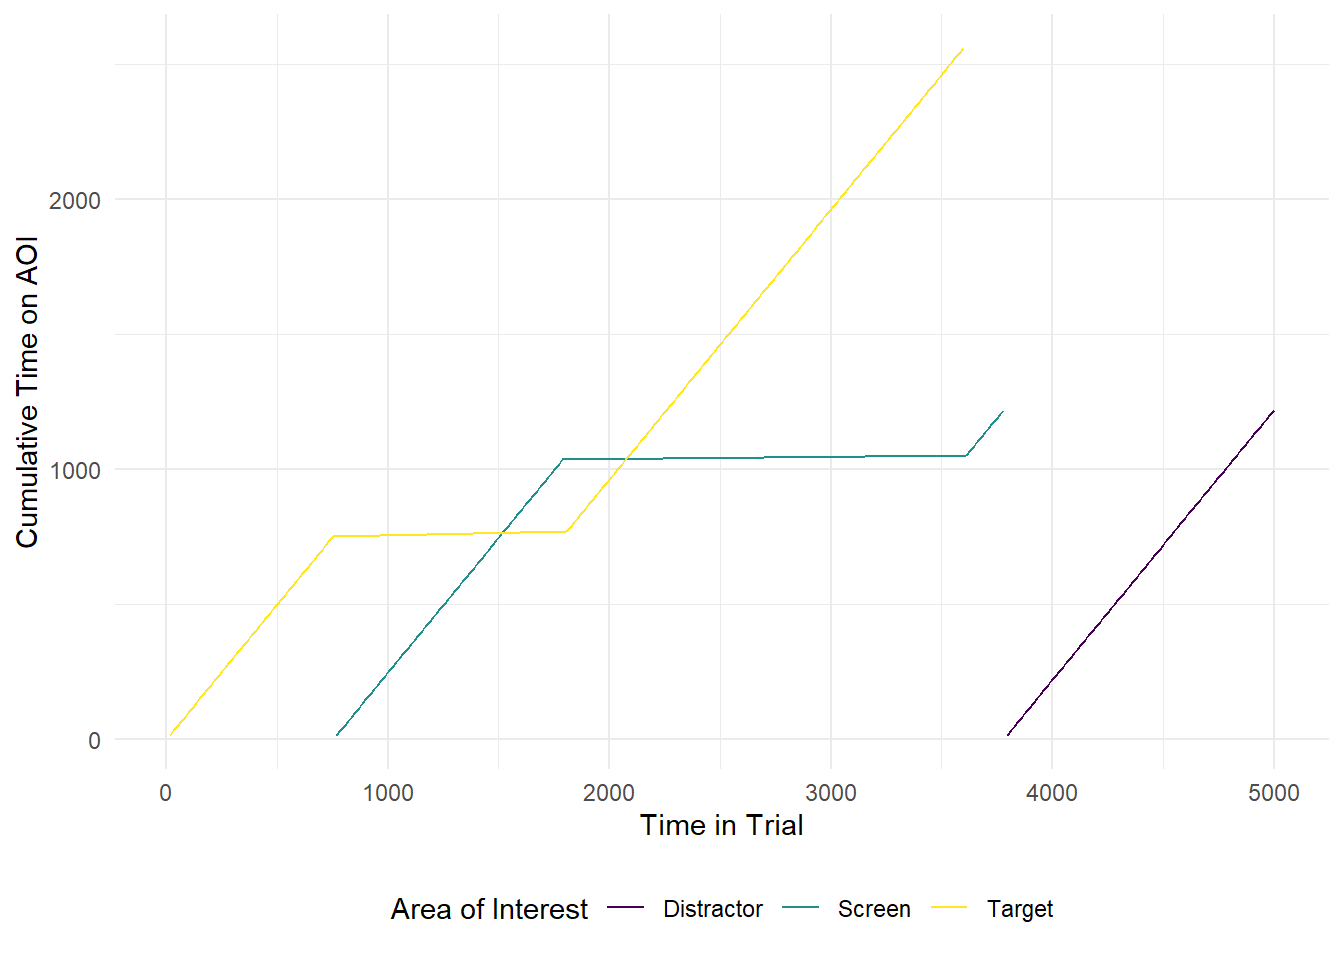 Cumulative Time on AOI
2000
1000
0
0 1000 2000 3000 4000 5000
Time in Trial
Area of Interest Distractor Screen Target